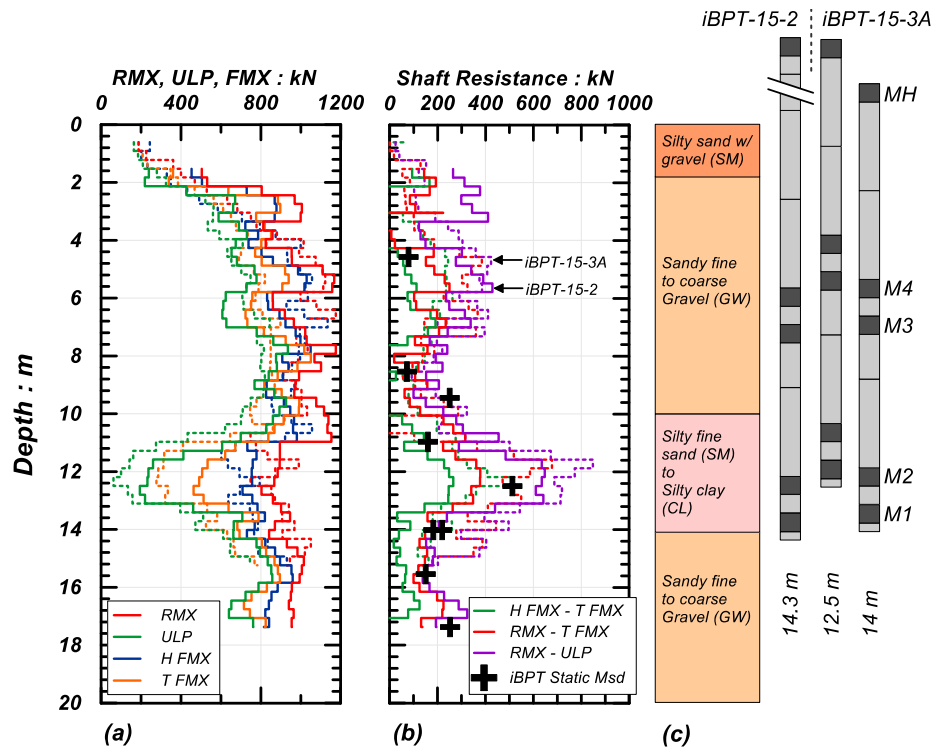 iBPT-15-2
iBPT-15-3A
RMX, ULP, FMX : kN
Shaft Resistance : kN
0 400 800 1200
0 200 400 600 800 1000
MH
0
2
4
6
8
10
12
14
16
18
20
Depth : m
iBPT-15-3A
iBPT-15-2
Silty sand w/
gravel (SM)
Sandy fine
to coarse
Gravel (GW)
Silty fine
sand (SM)
to
Silty clay
(CL)
Sandy fine
to coarse
Gravel (GW)
M4
M3
M2
M1
14.3 m
12.5 m
14 m
RMX
ULP
H FMX
T FMX
H FMX - T FMX
RMX - T FMX
RMX - ULP
iBPT Static Msd
(a)
(b)
(c)